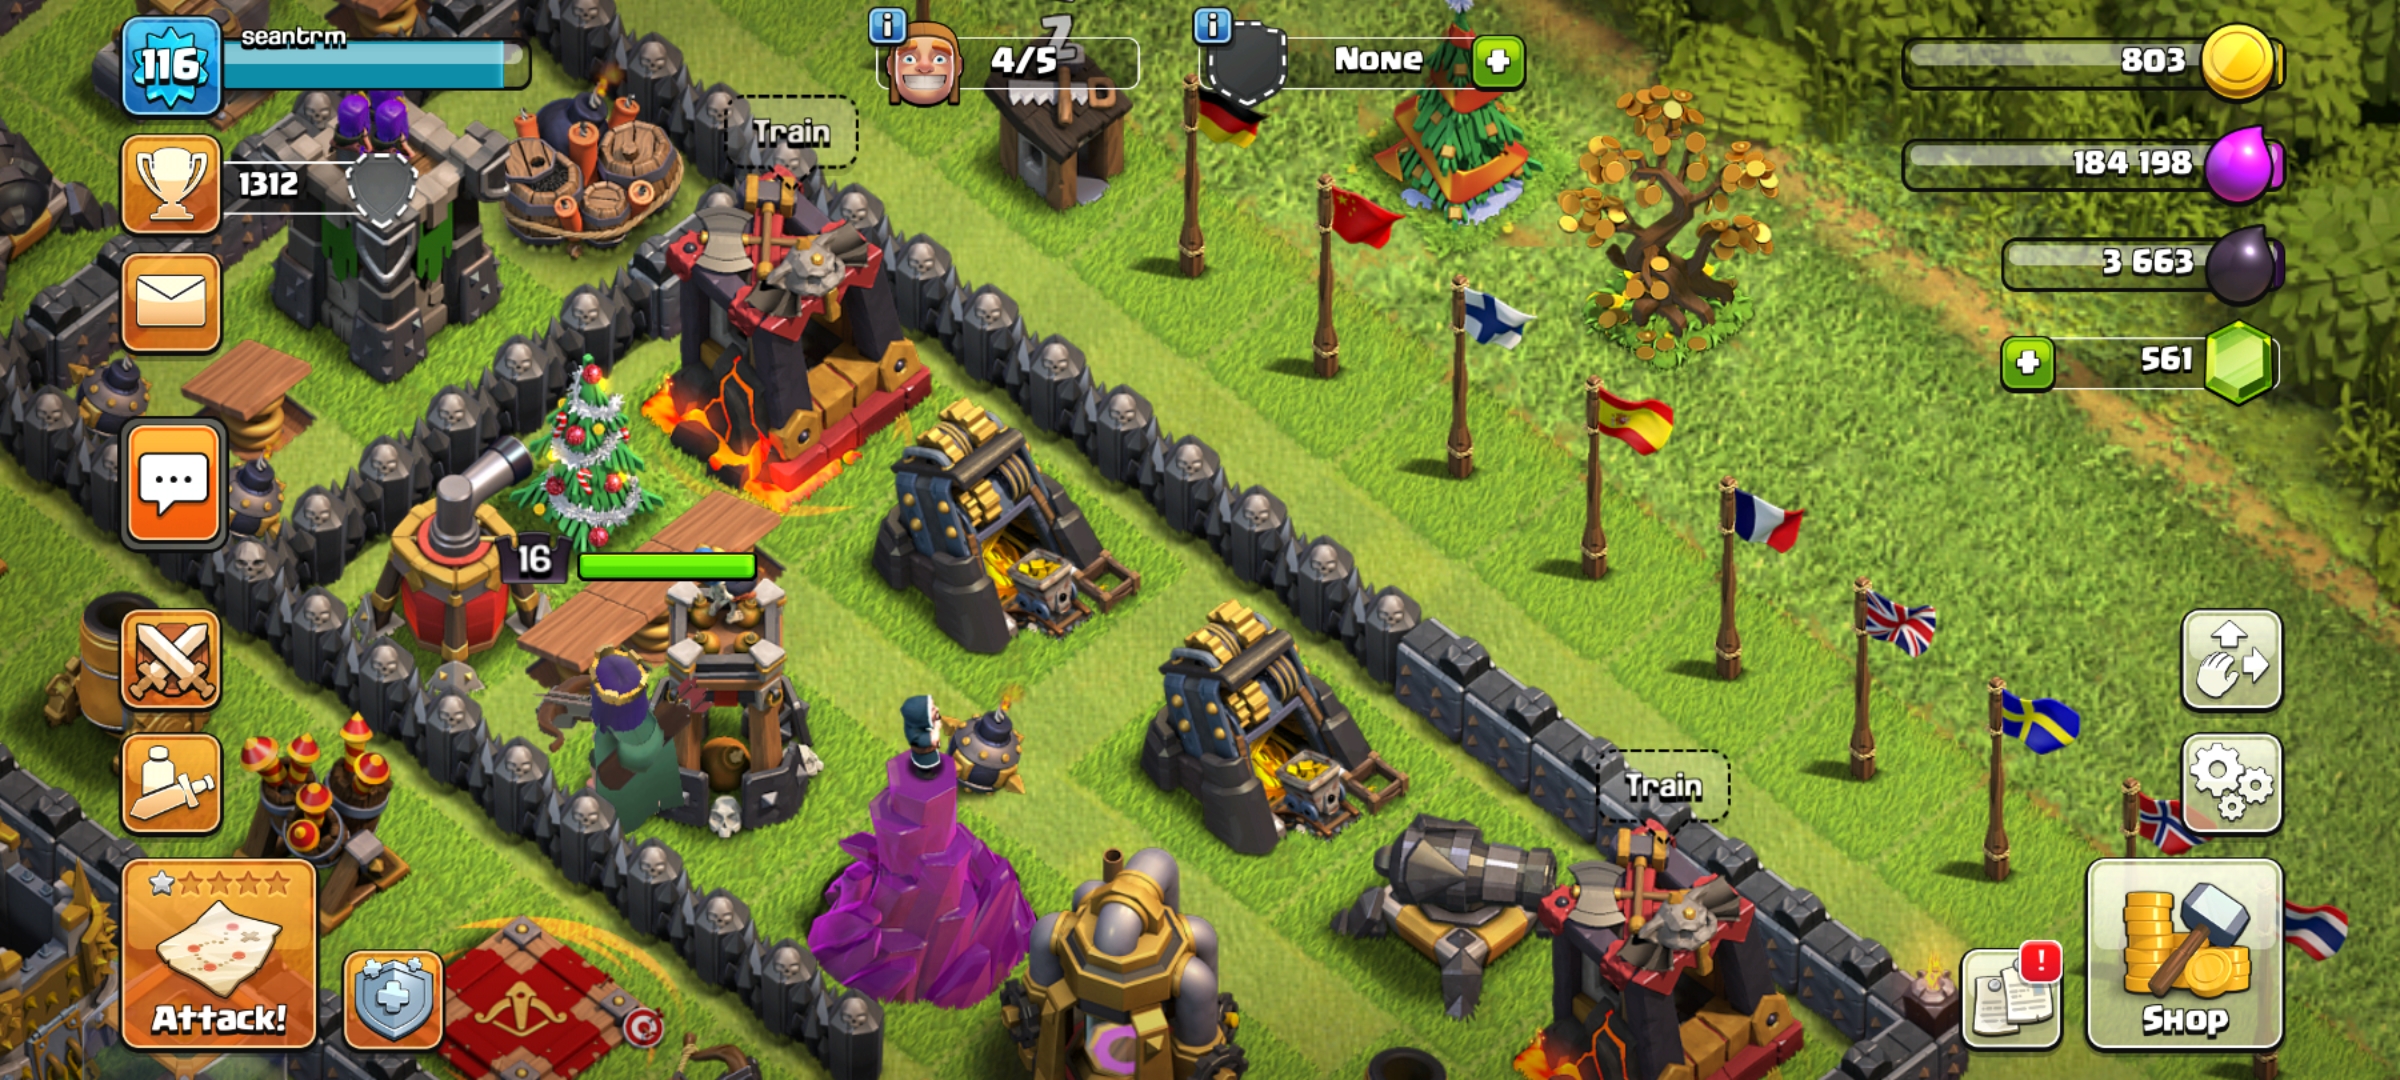 116
seantrm
4/5
None
803
Train
184 198
1312
3 663
561
16
Train
Attack!
Shop